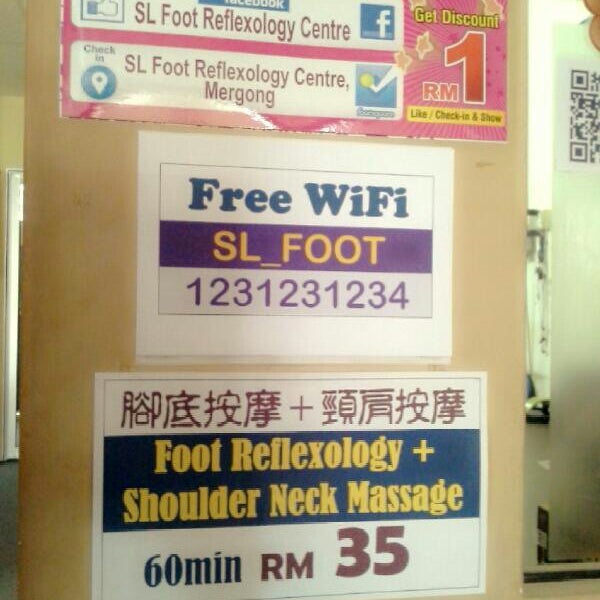 facebook
SL Foot Reflexology Centre
Check
in
SL Foot Reflexology Centre,
Mergong
foursquare
Get Discount
RM 1
Like / Check-in & Show
Free WiFi
SL_FOOT
1231231234
腳底按摩+頸肩按摩
Foot Reflexology +
Shoulder Neck Massage
60min RM 35